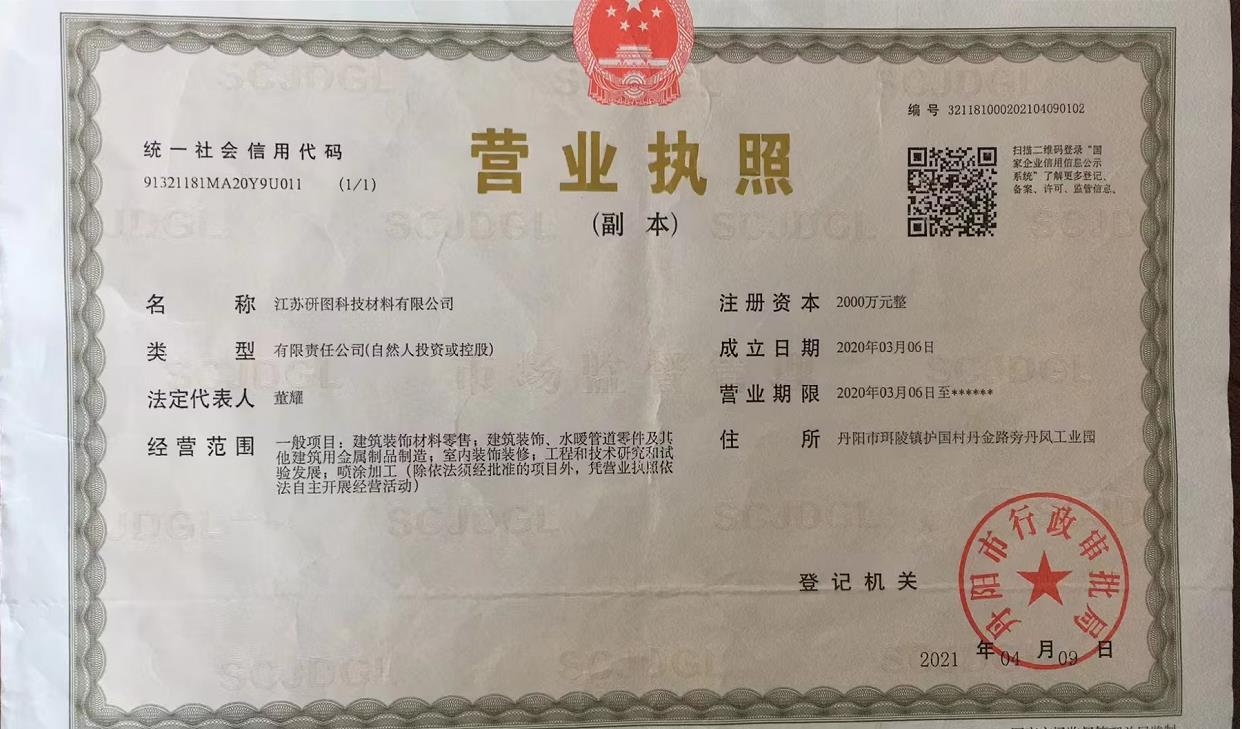 编 号 321181000202104090102
统一社会信用代码
91321181MA20Y9U011 (1/1)
营业执照
(副 本)
扫描二维码登录“国
家企业信用信息公示
系统”了解更多登记、
备案、许可、监管信息。
名 称 江苏研图科技材料有限公司
类 型 有限责任公司(自然人投资或控股)
法定代表人 董耀
经营范围 一般项目：建筑装饰材料零售；建筑装饰、水暖管道零件及其
他建筑用金属制品制造；室内装饰装修；工程和技术研究和试
验发展；喷涂加工（除依法须经批准的项目外，凭营业执照依
法自主开展经营活动）
注册资本 2000万元整
成立日期 2020年03月06日
营业期限 2020年03月06日至******
住 所 丹阳市珥陵镇护国村丹金路旁丹凤工业园
登记机关
丹阳市行政审批局
2021 年 04 月 09 日
SCJDGL
市场监督管理